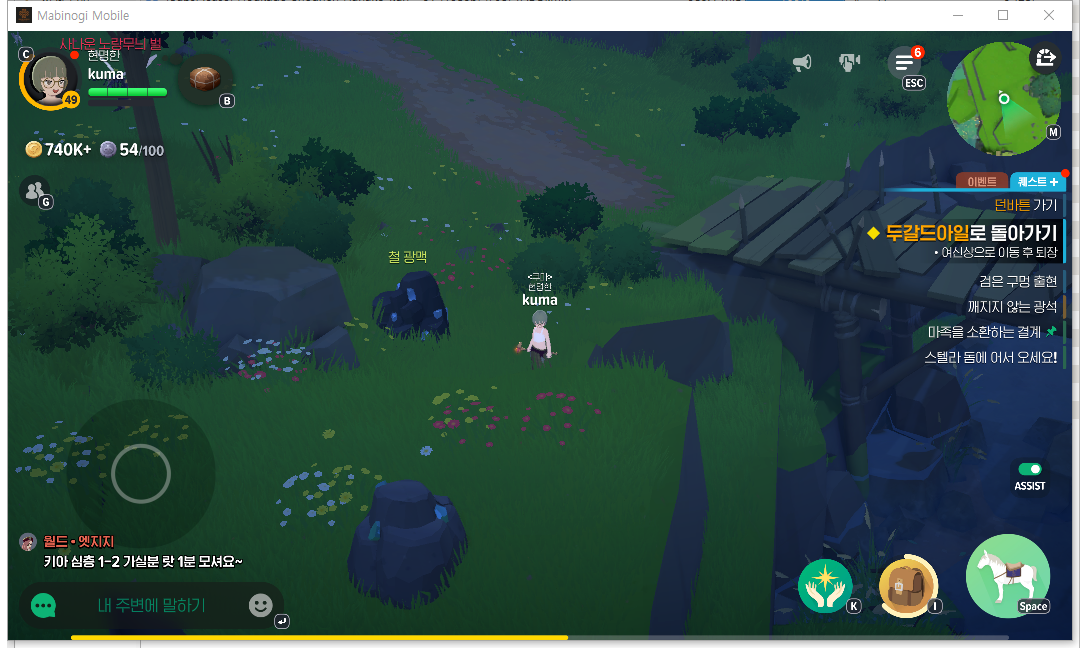 Mabinogi Mobile
C
사나운 노람무늬 벌
현명한
kuma
49
B
740K+
54/100
G
6
ESC
M
이벤트
퀘스트 +
던바튼 가기
두갈드아일로 돌아가기
• 여신상으로 이동 후 퇴장
검은 구멍 출현
깨지지 않는 광석
마족을 소환하는 결계
스텔라 돔에 어서 오세요!
철 광맥
현명한
kuma
ASSIST
월드 • 엣지지
키아 심층 1-2 가실분 랏 1분 모셔요~
내 주변에 말하기
K
I
Space